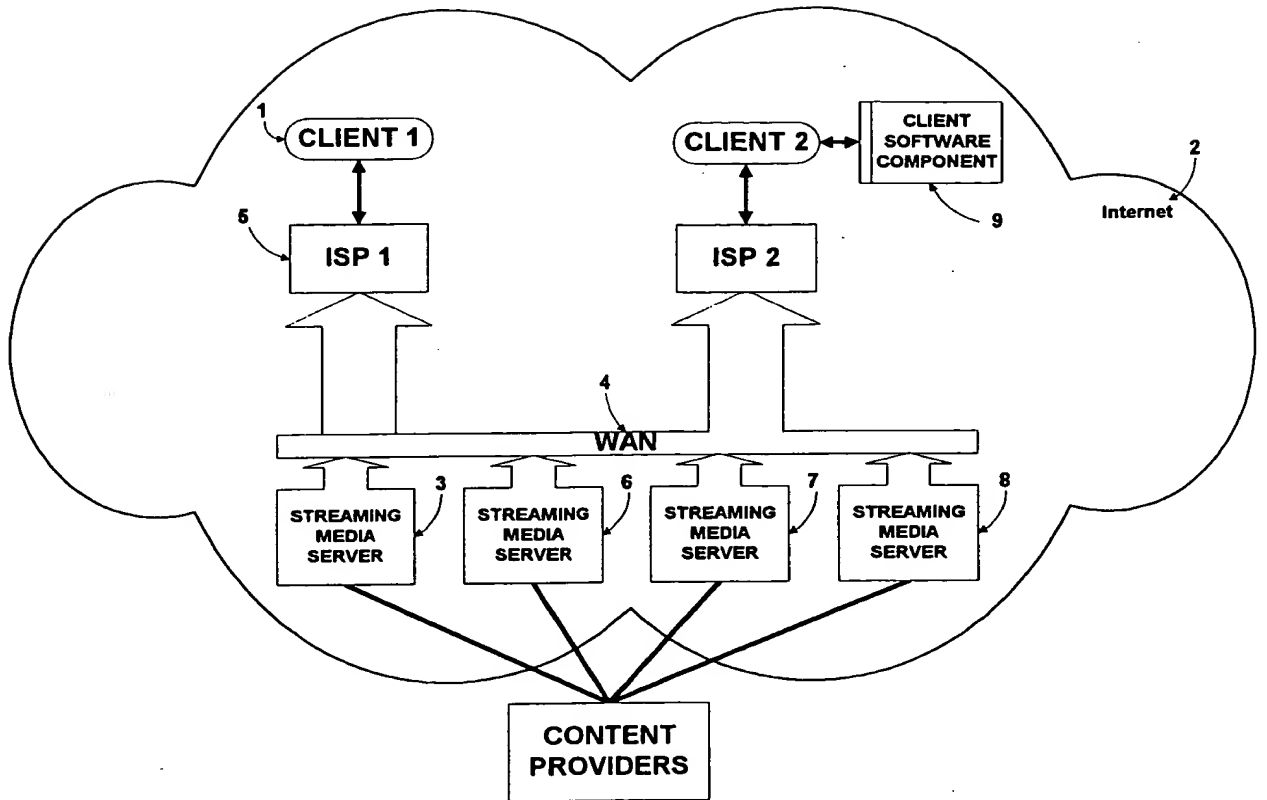 1
CLIENT 1
CLIENT 2
CLIENT
SOFTWARE
COMPONENT
2
Internet
9
5
ISP 1
ISP 2
4
WAN
3
6
7
8
STREAMING
MEDIA
SERVER
STREAMING
MEDIA
SERVER
STREAMING
MEDIA
SERVER
STREAMING
MEDIA
SERVER
CONTENT
PROVIDERS